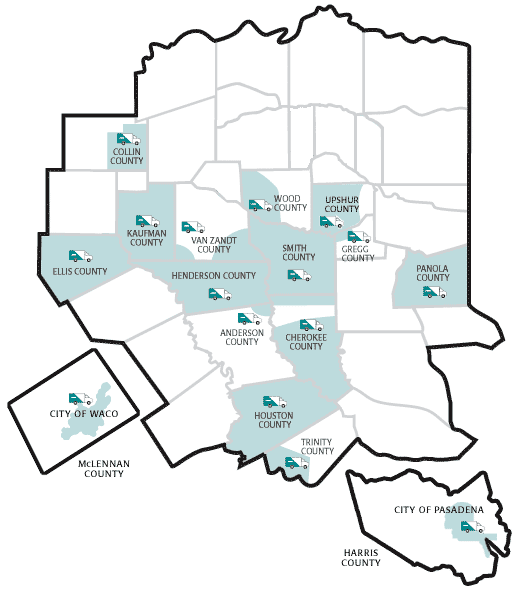 COLLIN
COUNTY
WOOD
COUNTY
UPSHUR
COUNTY
KAUFMAN
COUNTY
VAN ZANDT
COUNTY
SMITH
COUNTY
GREGG
COUNTY
ELLIS COUNTY
HENDERSON COUNTY
PANOLA
COUNTY
ANDERSON
COUNTY
CHEROKEE
COUNTY
CITY OF WACO
HOUSTON
COUNTY
TRINITY
COUNTY
McLENNAN
COUNTY
CITY OF PASADENA
HARRIS
COUNTY